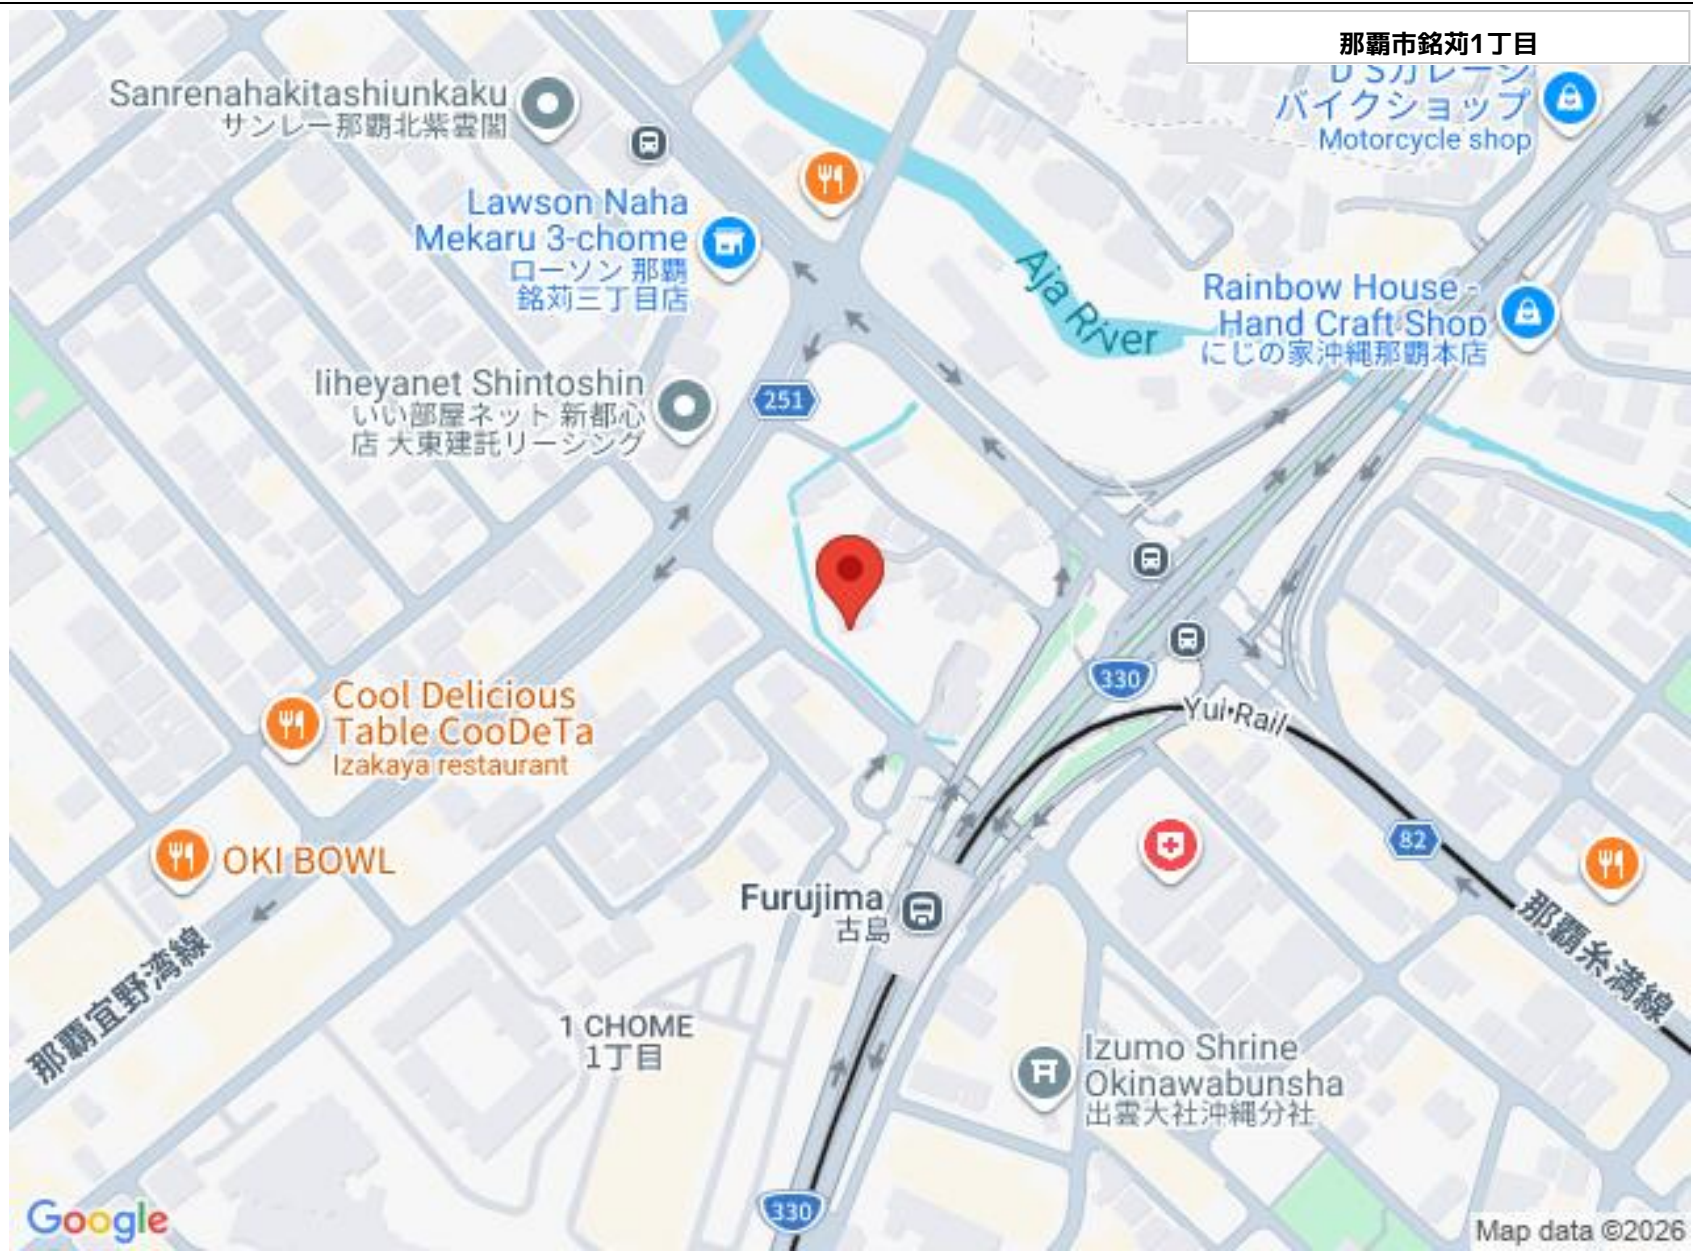 那覇市銘苅1丁目
Sanrenahakitashiunkaku
サンレー那覇北紫雲閣
DSガレージ
バイクショップ
Motorcycle shop
Lawson Naha
Mekaru 3-chome
ローソン 那覇
銘苅三丁目店
Aja River
Rainbow House -
Hand Craft Shop
にじの家沖縄那覇本店
Iiheyanet Shintoshin
いい部屋ネット 新都心
店 大東建託リーシング
251
330
Yui•Rail
Cool Delicious
Table CooDeTa
Izakaya restaurant
OKI BOWL
82
Furujima
古島
那覇宜野湾線
那覇糸満線
1 CHOME
1丁目
Izumo Shrine
Okinawabunsha
出雲大社沖縄分社
330
Google
Map data ©2026